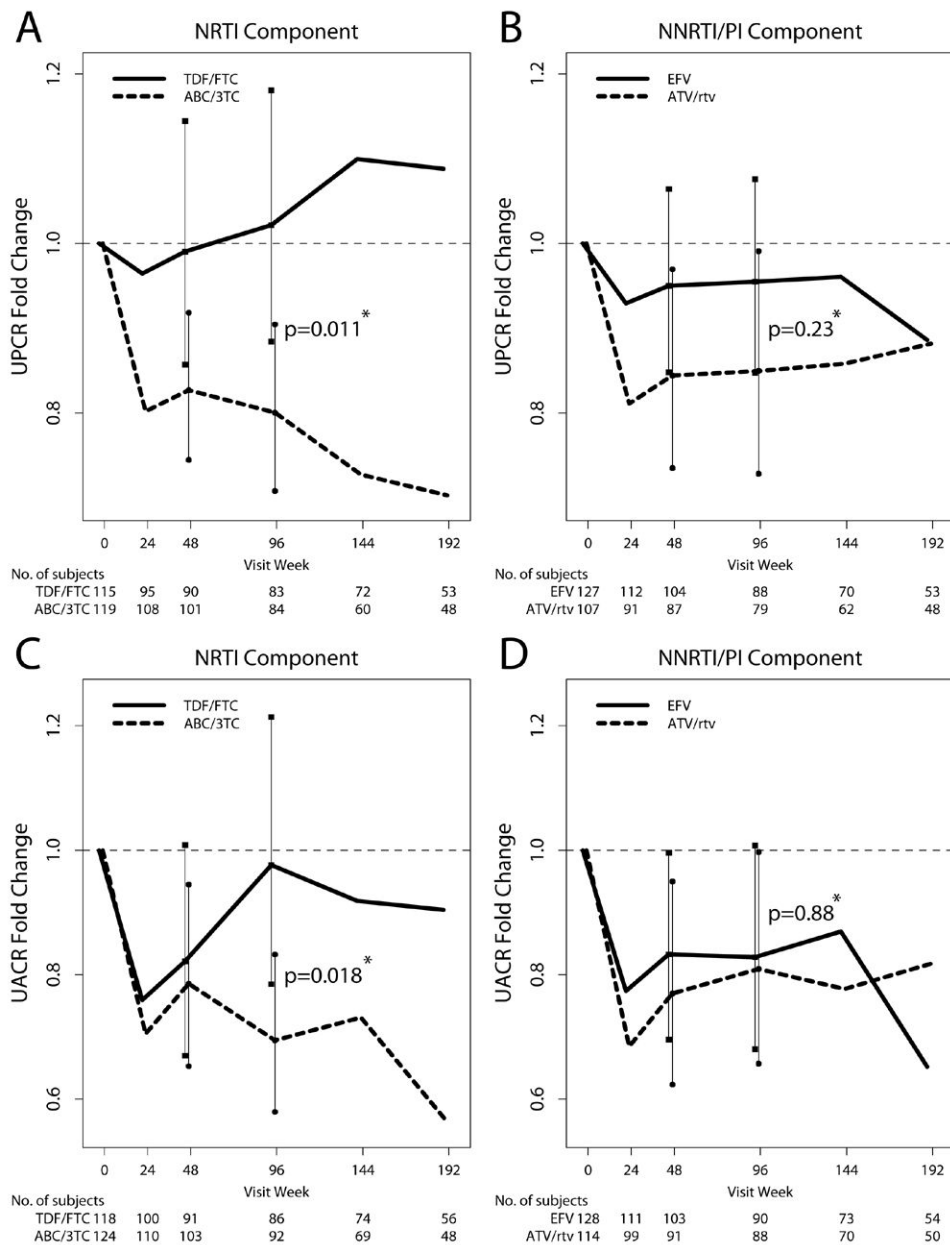 A
NRTI Component
TDF/FTC
ABC/3TC
UPCR Fold Change
1.2
1.0
0.8
p=0.011*
0 24 48 96 144 192
Visit Week
No. of subjects
TDF/FTC 115 95 90 83 72 53
ABC/3TC 119 108 101 84 60 48
B
NNRTI/PI Component
EFV
ATV/rtv
UPCR Fold Change
1.2
1.0
0.8
p=0.23*
0 24 48 96 144 192
Visit Week
No. of subjects
EFV 127 112 104 88 70 53
ATV/rtv 107 91 87 79 62 48
C
NRTI Component
TDF/FTC
ABC/3TC
UACR Fold Change
1.2
1.0
0.8
0.6
p=0.018*
0 24 48 96 144 192
Visit Week
No. of subjects
TDF/FTC 118 100 91 86 74 56
ABC/3TC 124 110 103 92 69 48
D
NNRTI/PI Component
EFV
ATV/rtv
UACR Fold Change
1.2
1.0
0.8
0.6
p=0.88*
0 24 48 96 144 192
Visit Week
No. of subjects
EFV 128 111 103 90 73 54
ATV/rtv 114 99 91 88 70 50